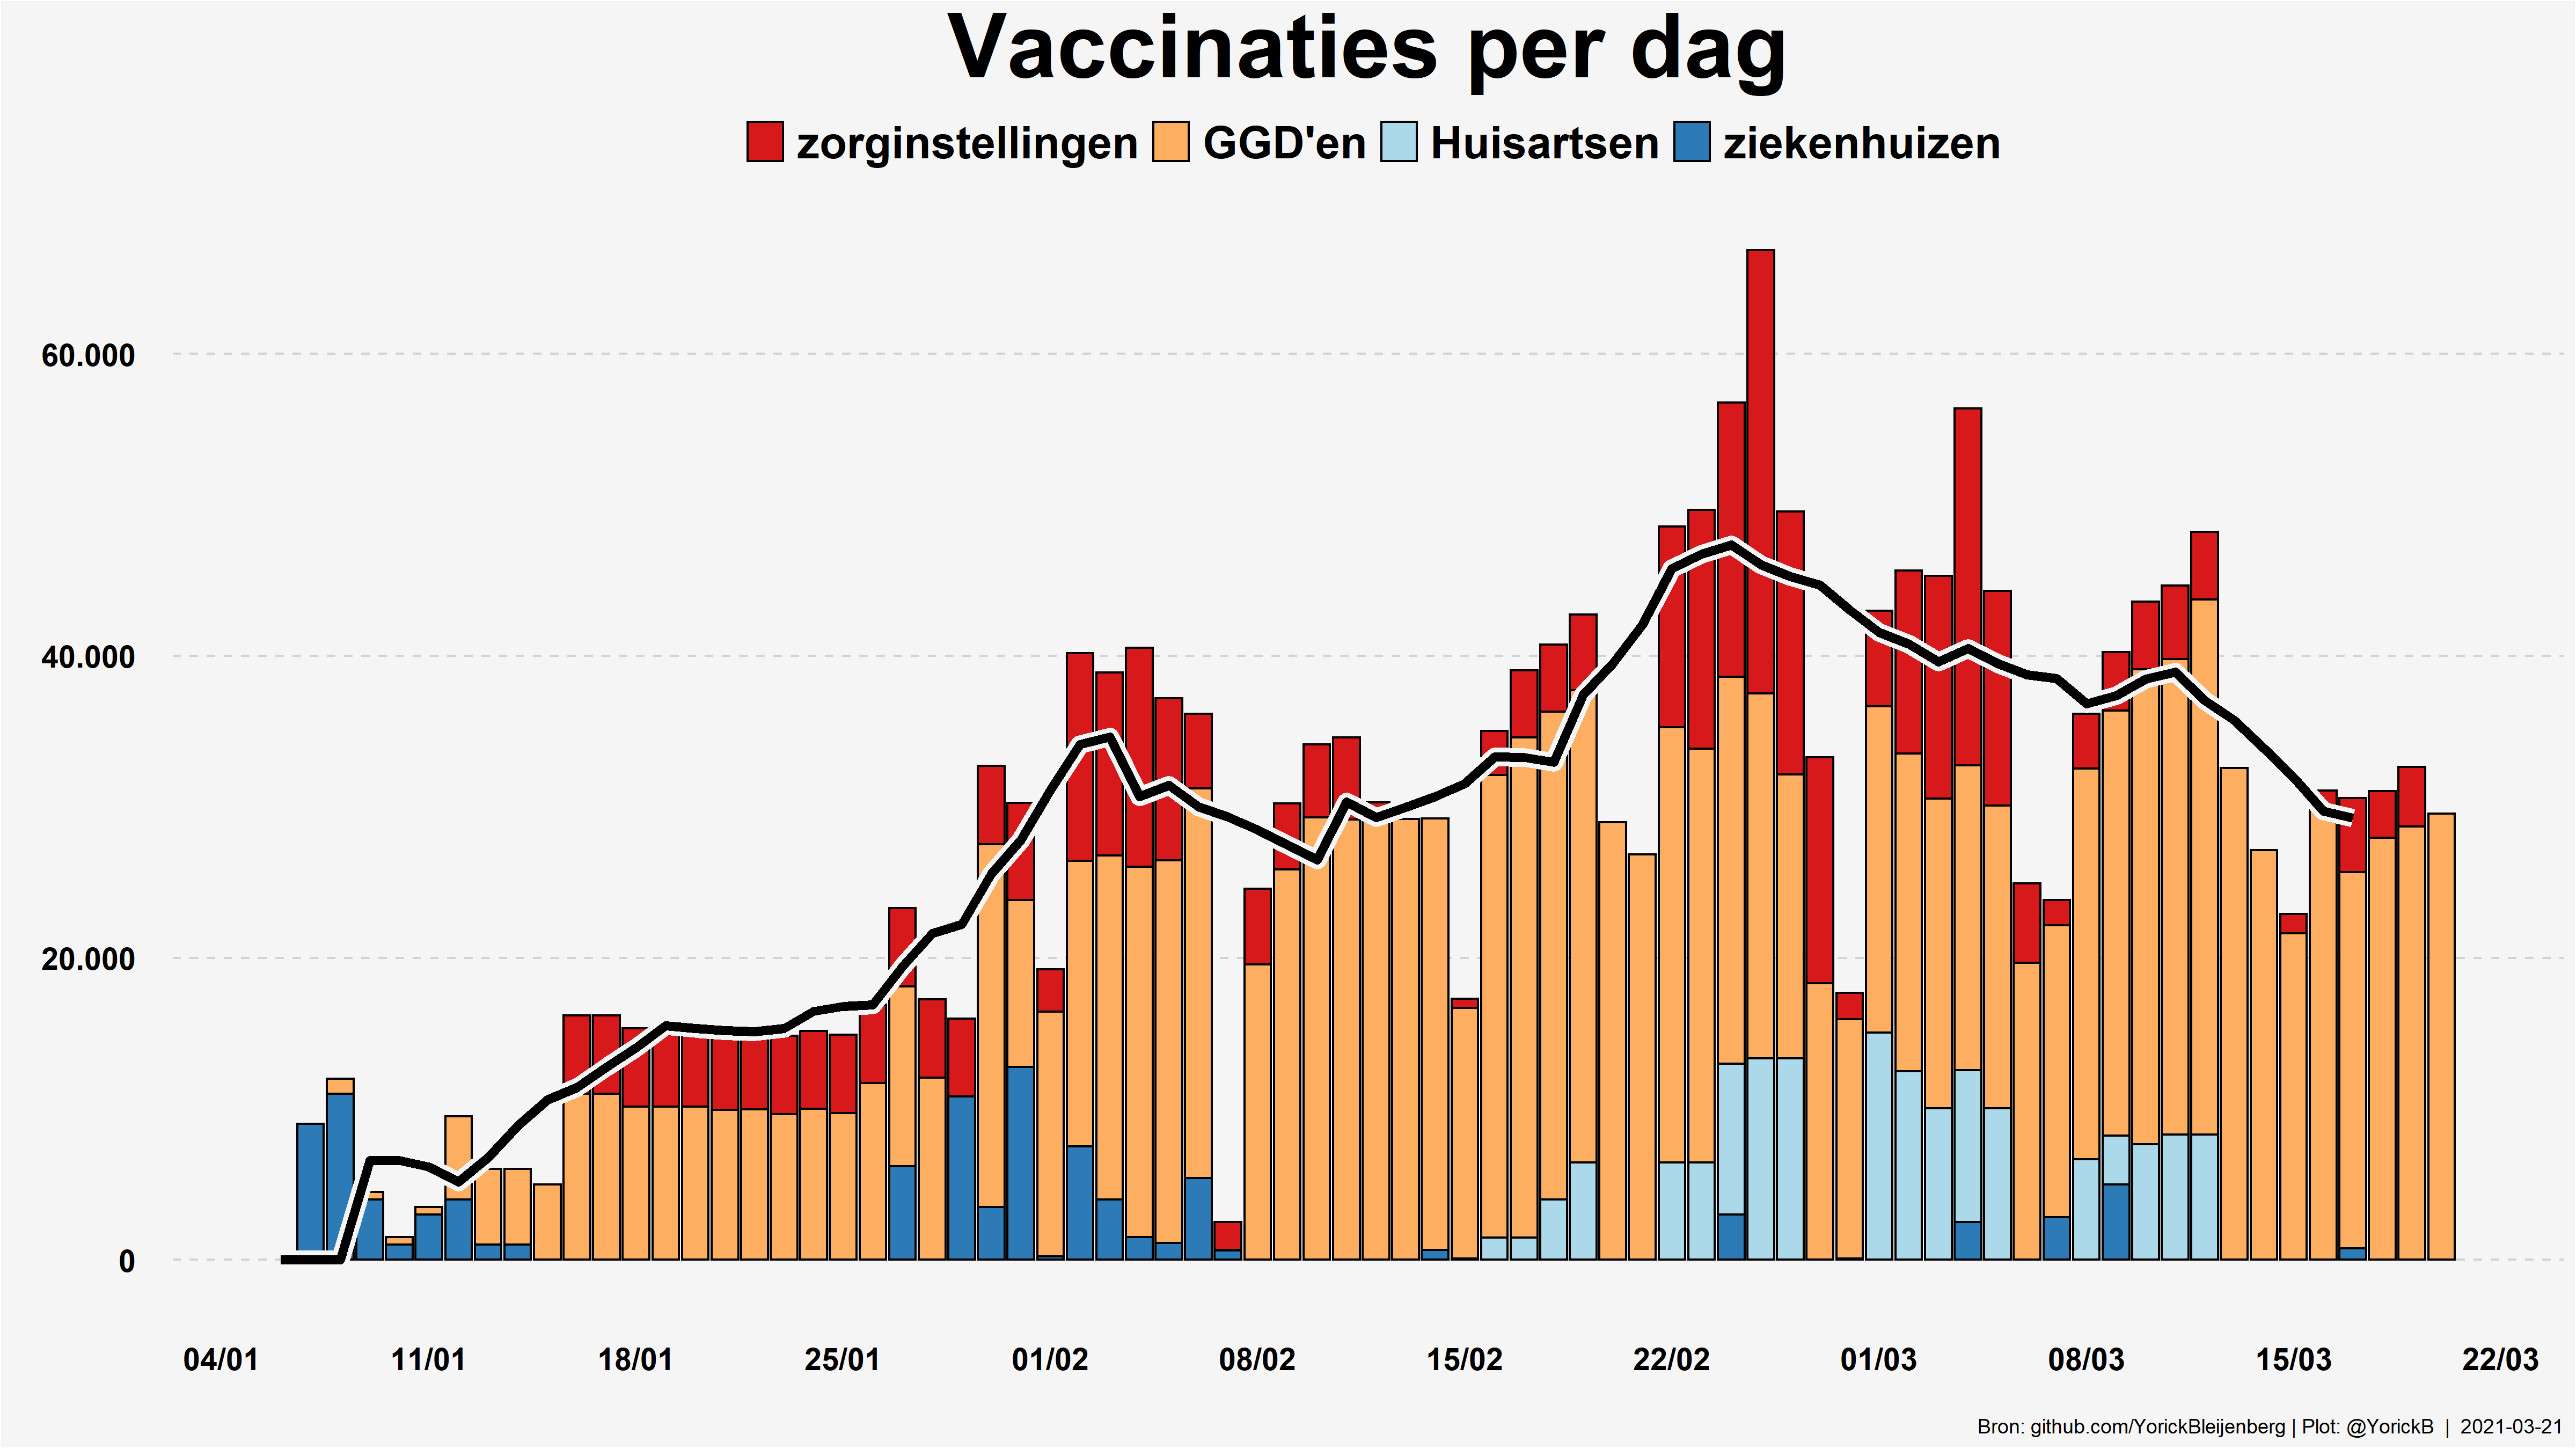 Vaccinaties per dag
zorginstellingen GGD'en Huisartsen ziekenhuizen
60.000
40.000
20.000
0
04/01 11/01 18/01 25/01 01/02 08/02 15/02 22/02 01/03 08/03 15/03 22/03
Bron: github.com/YorickBleijenberg | Plot: @YorickB | 2021-03-21